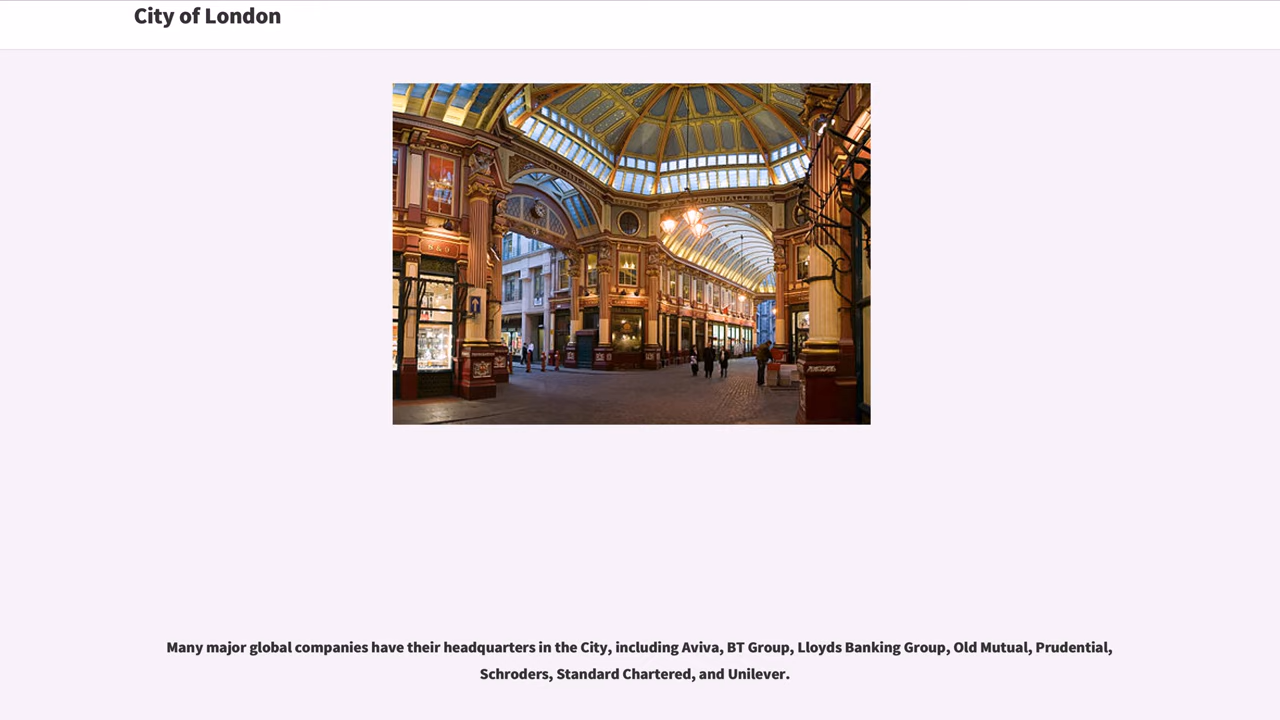 City of London
Many major global companies have their headquarters in the City, including Aviva, BT Group, Lloyds Banking Group, Old Mutual, Prudential,
Schroders, Standard Chartered, and Unilever.